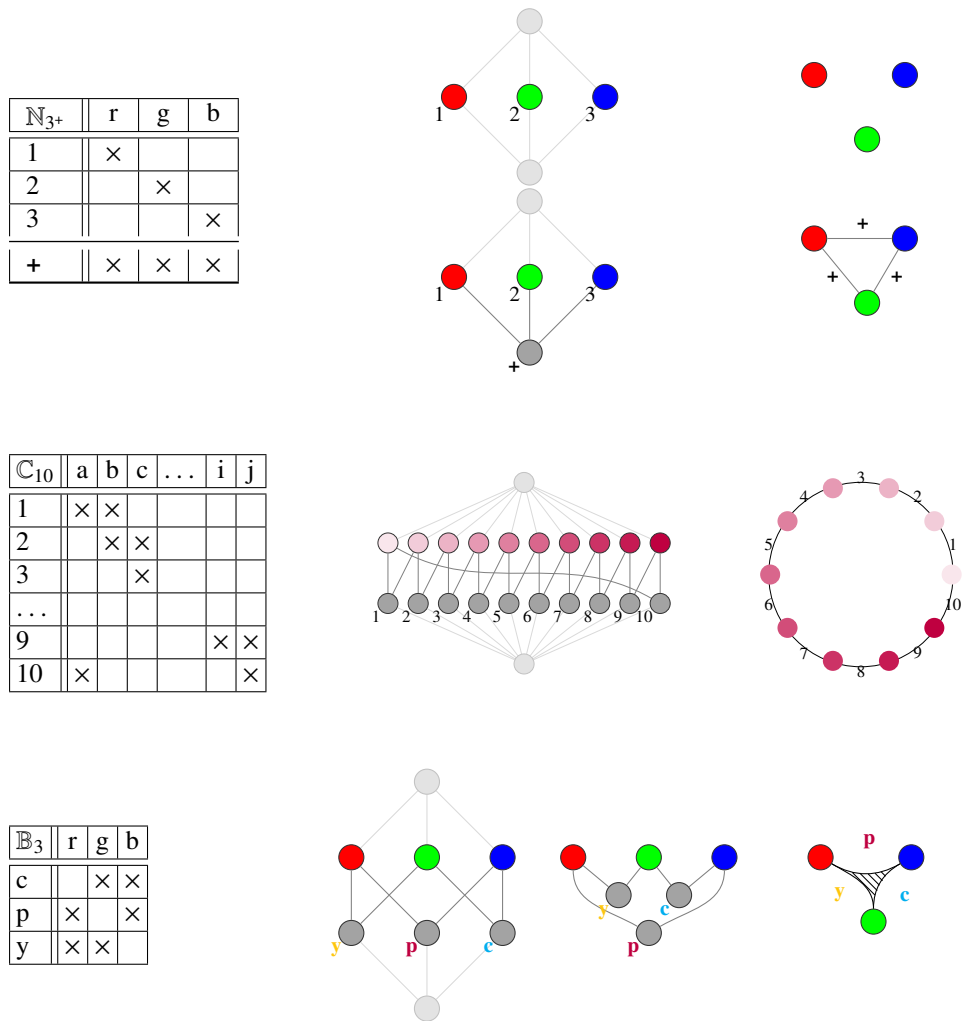 ℕ3+ r g b
1 ×
2 ×
3 ×
+ × × ×
1 2 3
1 2 3
+
+
+ +
ℂ10 a b c ... i j
1 × ×
2 × ×
3 ×
...
9 × ×
10 × ×
1 2 3 4 5 6 7 8 9 10
3
4 2
5 1
6 10
7 9
8
𝔹3 r g b
c × ×
p × ×
y × ×
y p c
y c
p
p
y c